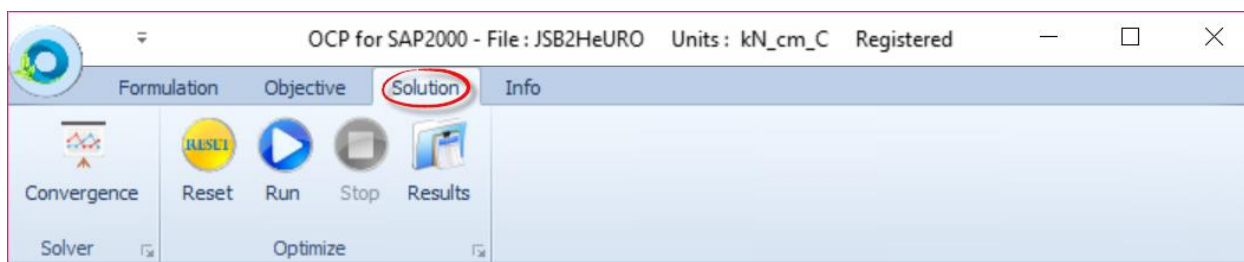 OCP for SAP2000 - File : JSB2HeURO Units : kN_cm_C Registered
Formulation Objective Solution Info
RESET
Convergence Reset Run Stop Results
Solver Optimize